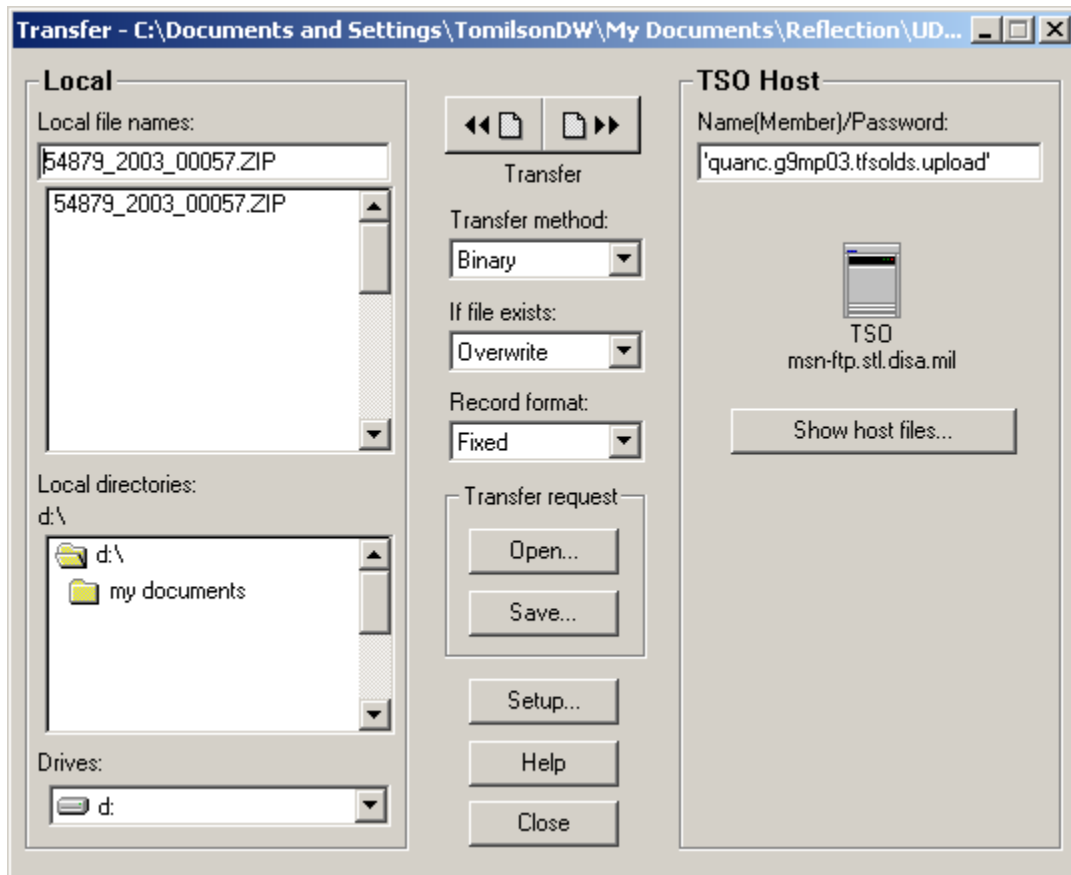 Transfer - C:\Documents and Settings\TomilsonDW\My Documents\Reflection\UD...
Local
Local file names:
54879_2003_00057.ZIP
54879_2003_00057.ZIP
Local directories:
d:\
d:\
my documents
Drives:
d:
Transfer
Transfer method:
Binary
If file exists:
Overwrite
Record format:
Fixed
Transfer request
Open...
Save...
Setup...
Help
Close
TSO Host
Name(Member)/Password:
'quanc.g9mp03.tfsolds.upload'
TSO
msn-ftp.stl.disa.mil
Show host files...